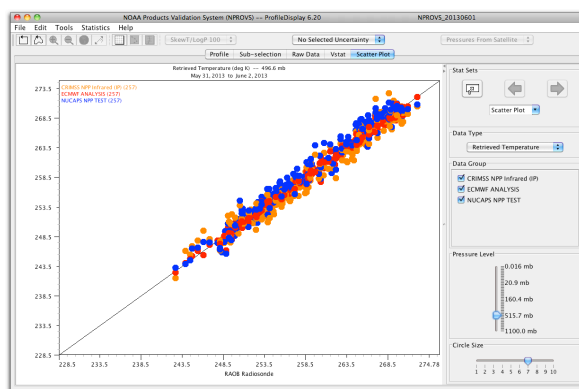 NOAA Products Validation System (NPROVS) -- ProfileDisplay 6.20
NPROVS_20130601
File Edit Tools Statistics Help
SkewT/LogP 100
No Selected Uncertainty
Pressures From Satellite
Profile Sub-selection Raw Data Vstat Scatter Plot
Retrieved Temperature (deg K) --- 496.6 mb
May 31, 2013 to June 2, 2013
CRIMSS NPP Infrared (IP) (257)
ECMWF ANALYSIS (257)
NUCAPS NPP TEST (257)
273.5
268.5
263.5
258.5
253.5
248.5
243.5
238.5
233.5
228.5
228.5 233.5 238.5 243.5 248.5 253.5 258.5 263.5 268.5 274.78
RAOB Radiosonde
Stat Sets
Scatter Plot
Data Type
Retrieved Temperature
Data Group
CRIMSS NPP Infrared (IP)
ECMWF ANALYSIS
NUCAPS NPP TEST
Pressure Level
0.016 mb
20.9 mb
160.4 mb
515.7 mb
1100.0 mb
Circle Size
1 2 3 4 5 6 7 8 9 10